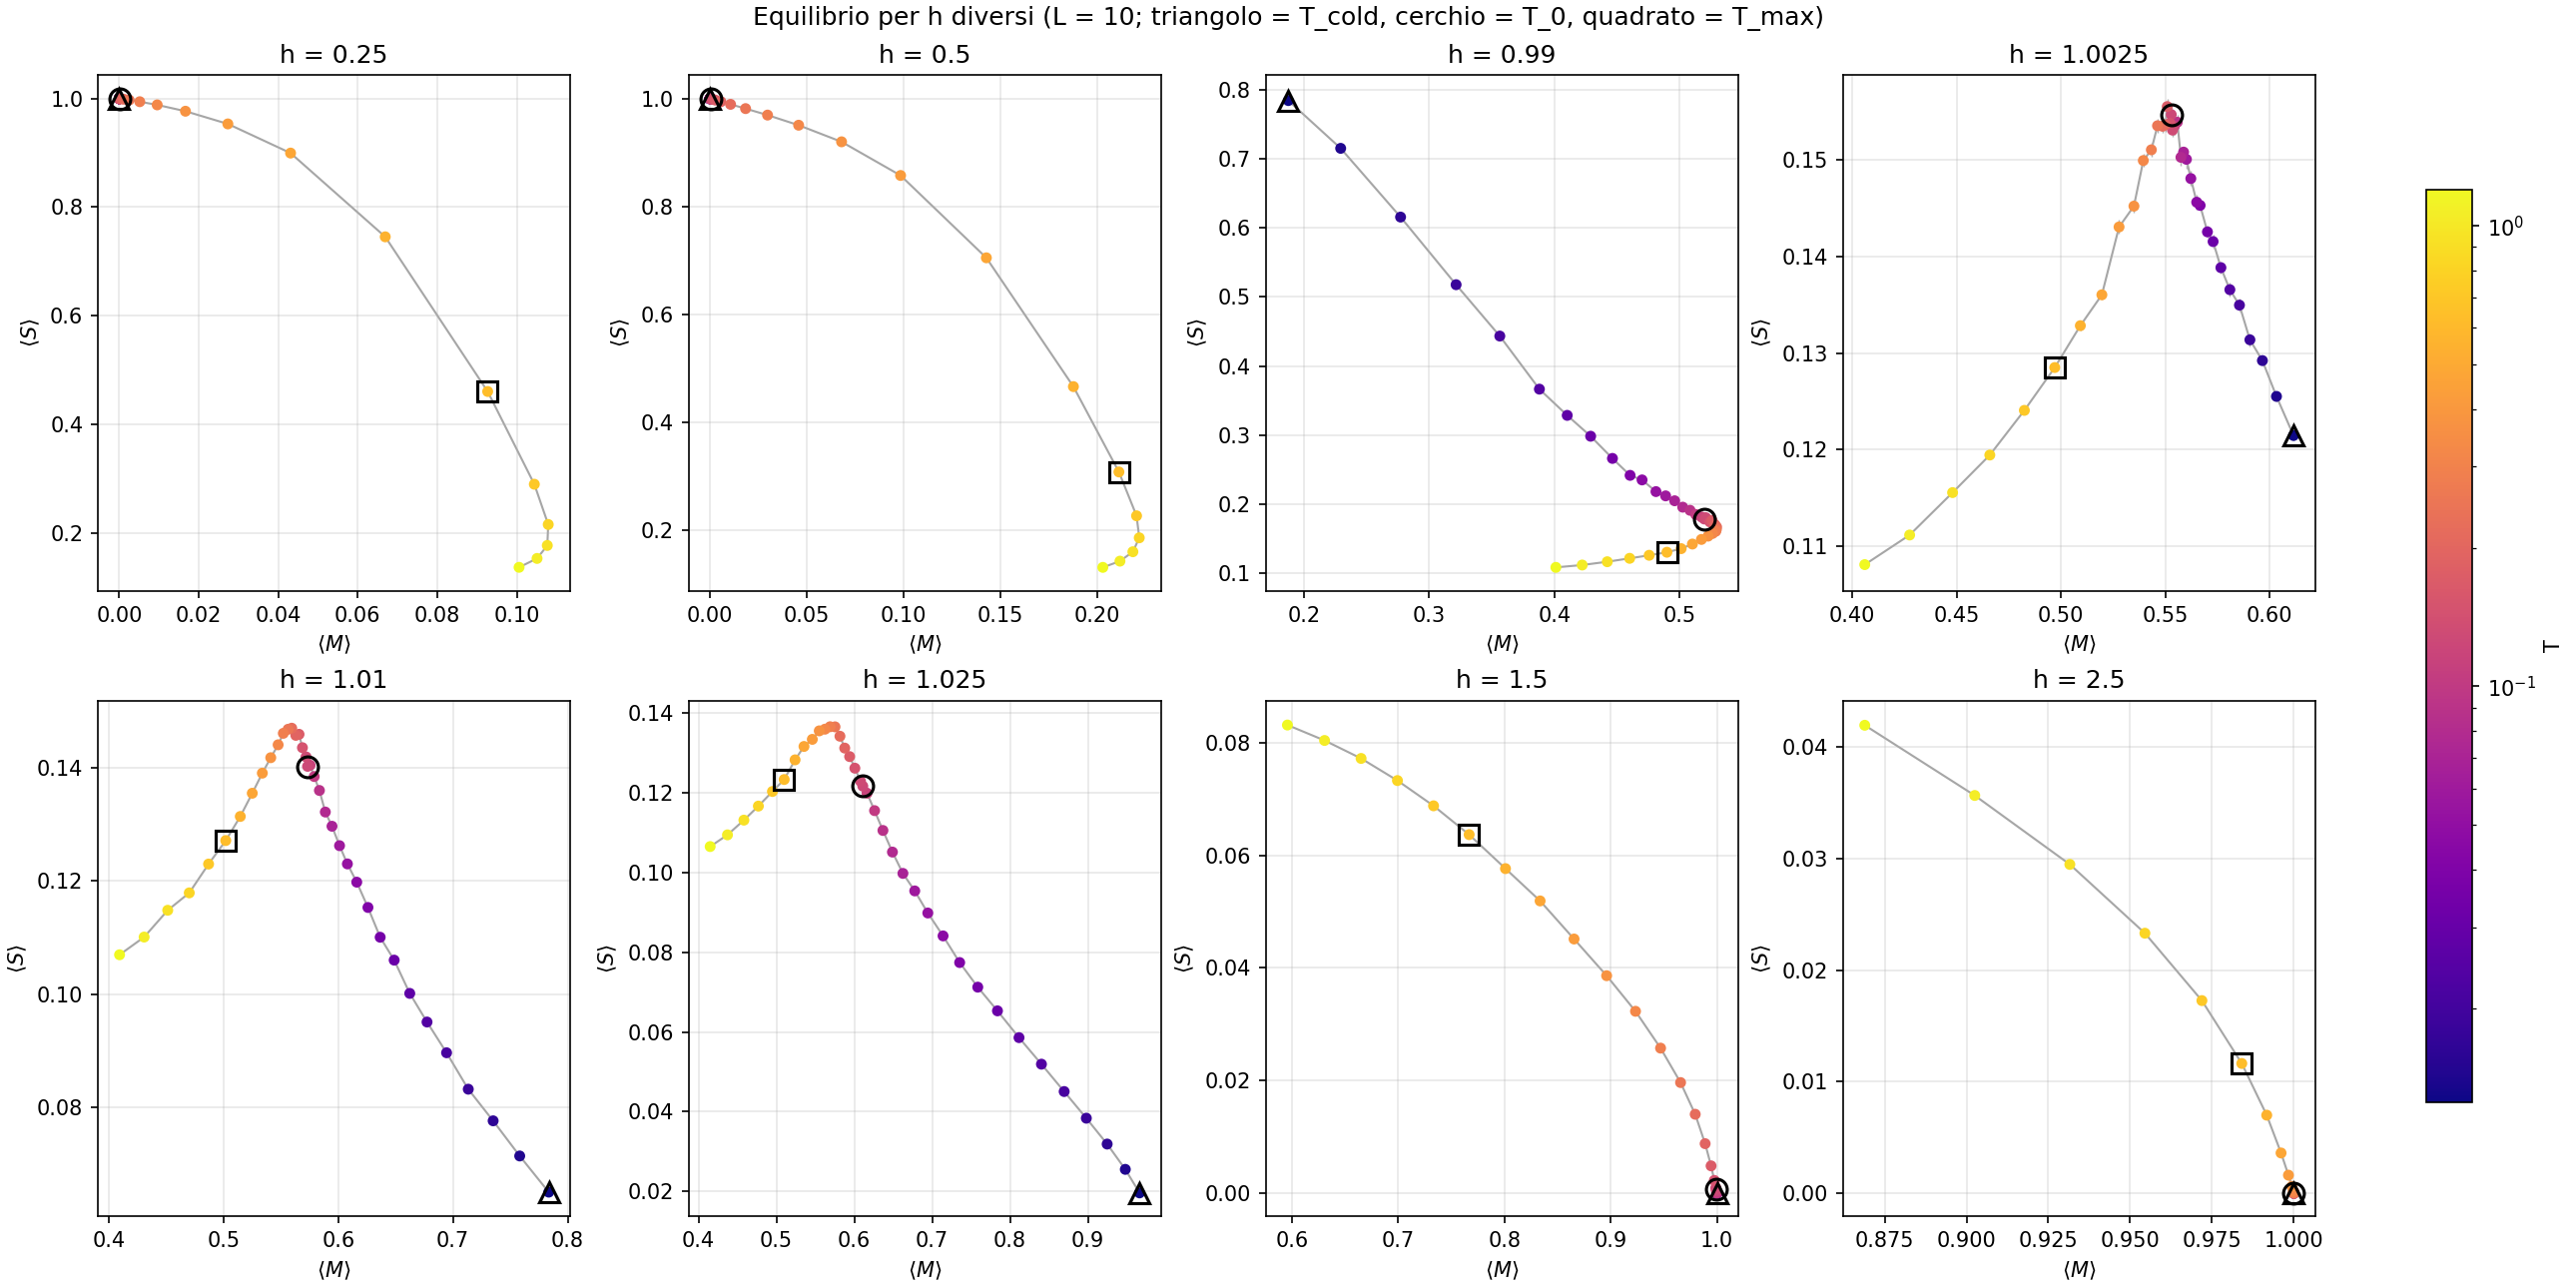 Equilibrio per h diversi (L = 10; triangolo = T_cold, cerchio = T_0, quadrato = T_max)
h = 0.25
1.0
0.8
0.6
0.4
0.2
⟨S⟩
0.00 0.02 0.04 0.06 0.08 0.10
⟨M⟩
h = 0.5
1.0
0.8
0.6
0.4
0.2
⟨S⟩
0.00 0.05 0.10 0.15 0.20
⟨M⟩
h = 0.99
0.8
0.7
0.6
0.5
0.4
0.3
0.2
0.1
⟨S⟩
0.2 0.3 0.4 0.5
⟨M⟩
h = 1.0025
0.15
0.14
0.13
0.12
0.11
⟨S⟩
0.40 0.45 0.50 0.55 0.60
⟨M⟩
h = 1.01
0.14
0.12
0.10
0.08
⟨S⟩
0.4 0.5 0.6 0.7 0.8
⟨M⟩
h = 1.025
0.14
0.12
0.10
0.08
0.06
0.04
0.02
⟨S⟩
0.4 0.5 0.6 0.7 0.8 0.9
⟨M⟩
h = 1.5
0.08
0.06
0.04
0.02
0.00
⟨S⟩
0.6 0.7 0.8 0.9 1.0
⟨M⟩
h = 2.5
0.04
0.03
0.02
0.01
0.00
⟨S⟩
0.875 0.900 0.925 0.950 0.975 1.000
⟨M⟩
10⁰
10⁻¹
T